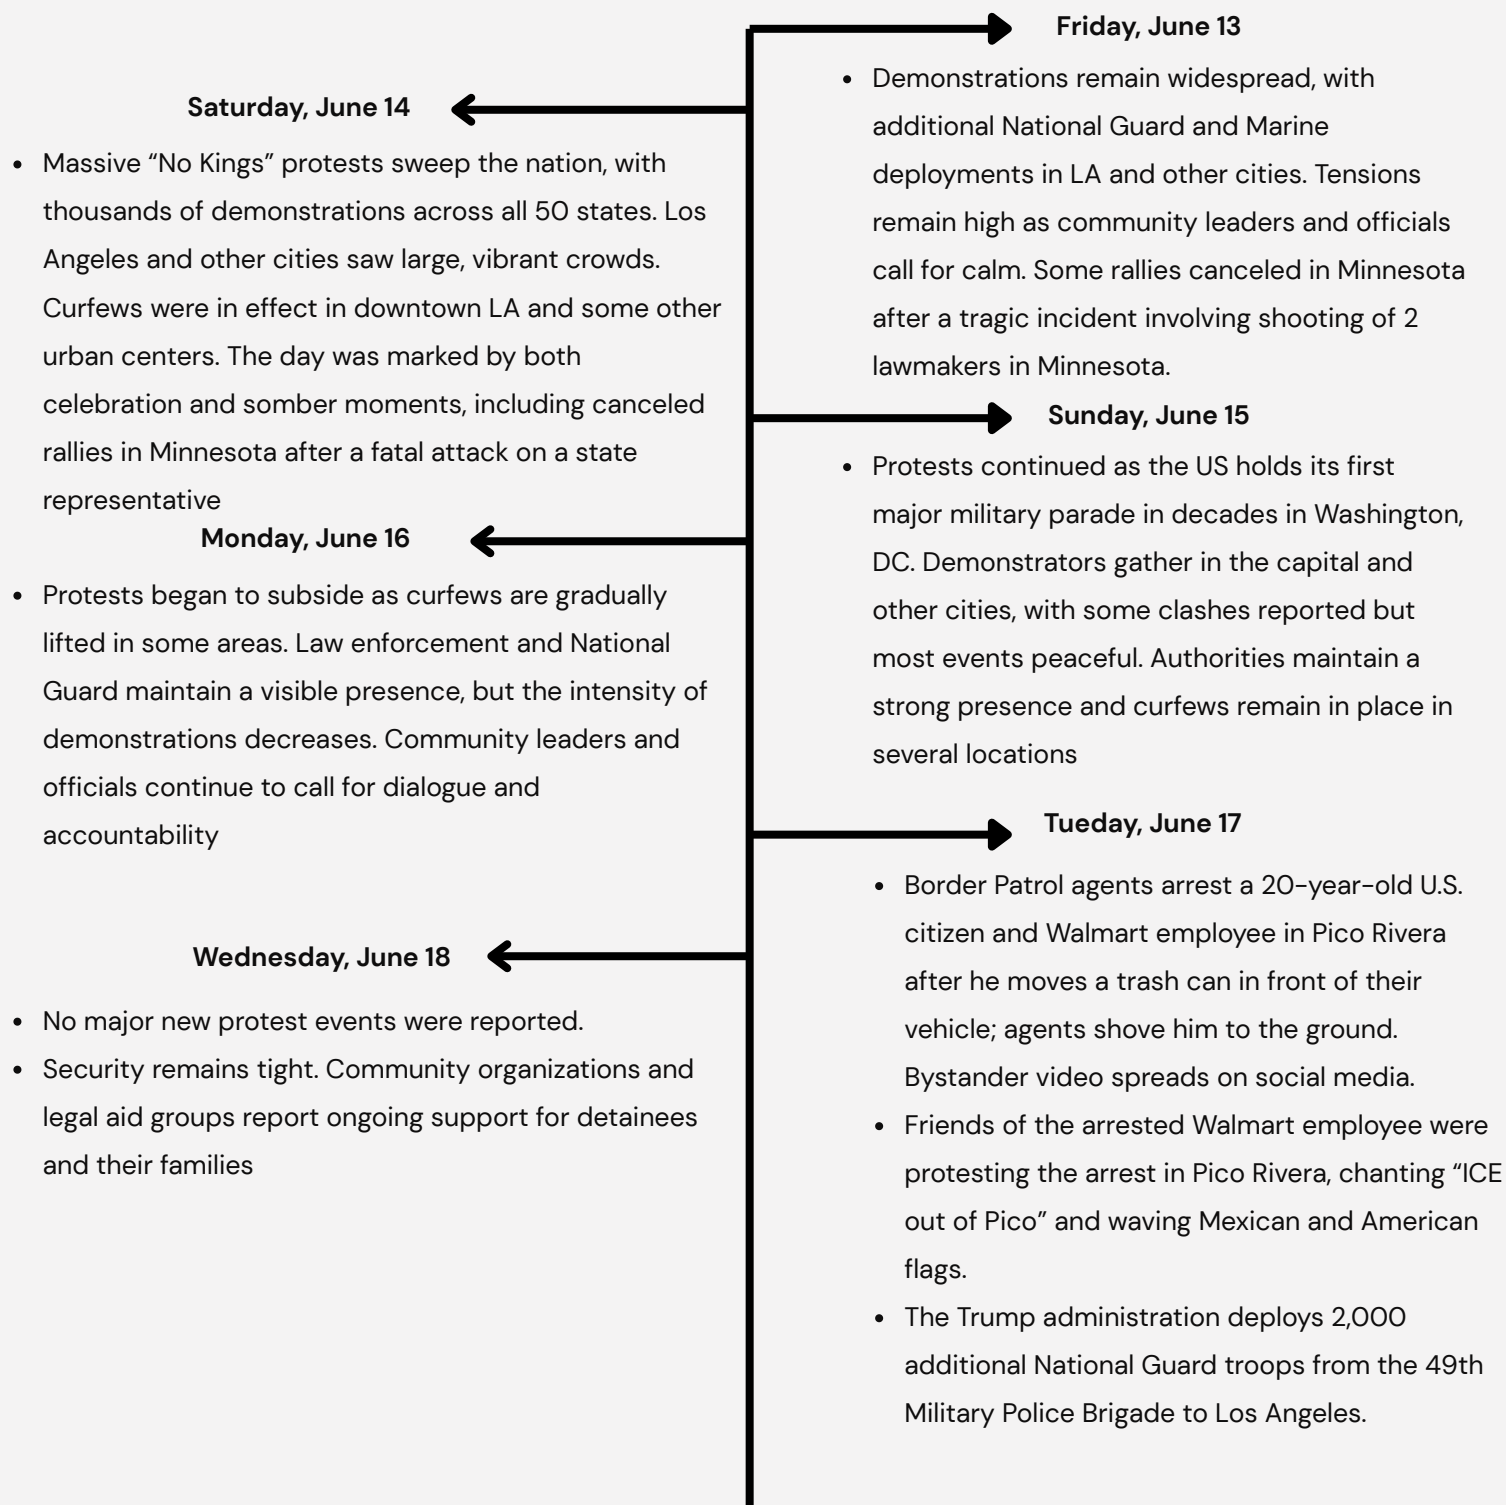 Friday, June 13
• Demonstrations remain widespread, with
additional National Guard and Marine
deployments in LA and other cities. Tensions
remain high as community leaders and officials
call for calm. Some rallies canceled in Minnesota
after a tragic incident involving shooting of 2
lawmakers in Minnesota.
Saturday, June 14
• Massive “No Kings” protests sweep the nation, with
thousands of demonstrations across all 50 states. Los
Angeles and other cities saw large, vibrant crowds.
Curfews were in effect in downtown LA and some other
urban centers. The day was marked by both
celebration and somber moments, including canceled
rallies in Minnesota after a fatal attack on a state
representative
Sunday, June 15
• Protests continued as the US holds its first
major military parade in decades in Washington,
DC. Demonstrators gather in the capital and
other cities, with some clashes reported but
most events peaceful. Authorities maintain a
strong presence and curfews remain in place in
several locations
Monday, June 16
• Protests began to subside as curfews are gradually
lifted in some areas. Law enforcement and National
Guard maintain a visible presence, but the intensity of
demonstrations decreases. Community leaders and
officials continue to call for dialogue and
accountability
Tueday, June 17
• Border Patrol agents arrest a 20-year-old U.S.
citizen and Walmart employee in Pico Rivera
after he moves a trash can in front of their
vehicle; agents shove him to the ground.
Bystander video spreads on social media.
• Friends of the arrested Walmart employee were
protesting the arrest in Pico Rivera, chanting “ICE
out of Pico” and waving Mexican and American
flags.
• The Trump administration deploys 2,000
additional National Guard troops from the 49th
Military Police Brigade to Los Angeles.
Wednesday, June 18
• No major new protest events were reported.
• Security remains tight. Community organizations and
legal aid groups report ongoing support for detainees
and their families